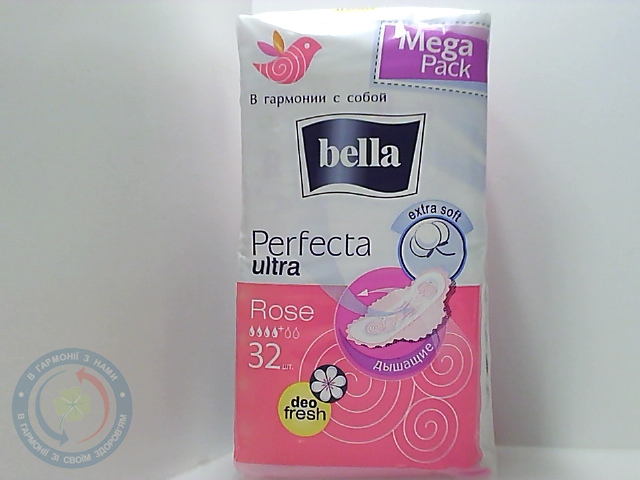 Mega
Pack
В гармонии с собой
bella
extra soft
Perfecta
ultra
Rose
32 шт.
дышащие
deo
fresh
В ГАРМОНІЇ З НАМИ
В ГАРМОНІЇ ЗІ СВОЇМ ЗДОРОВ'ЯМ